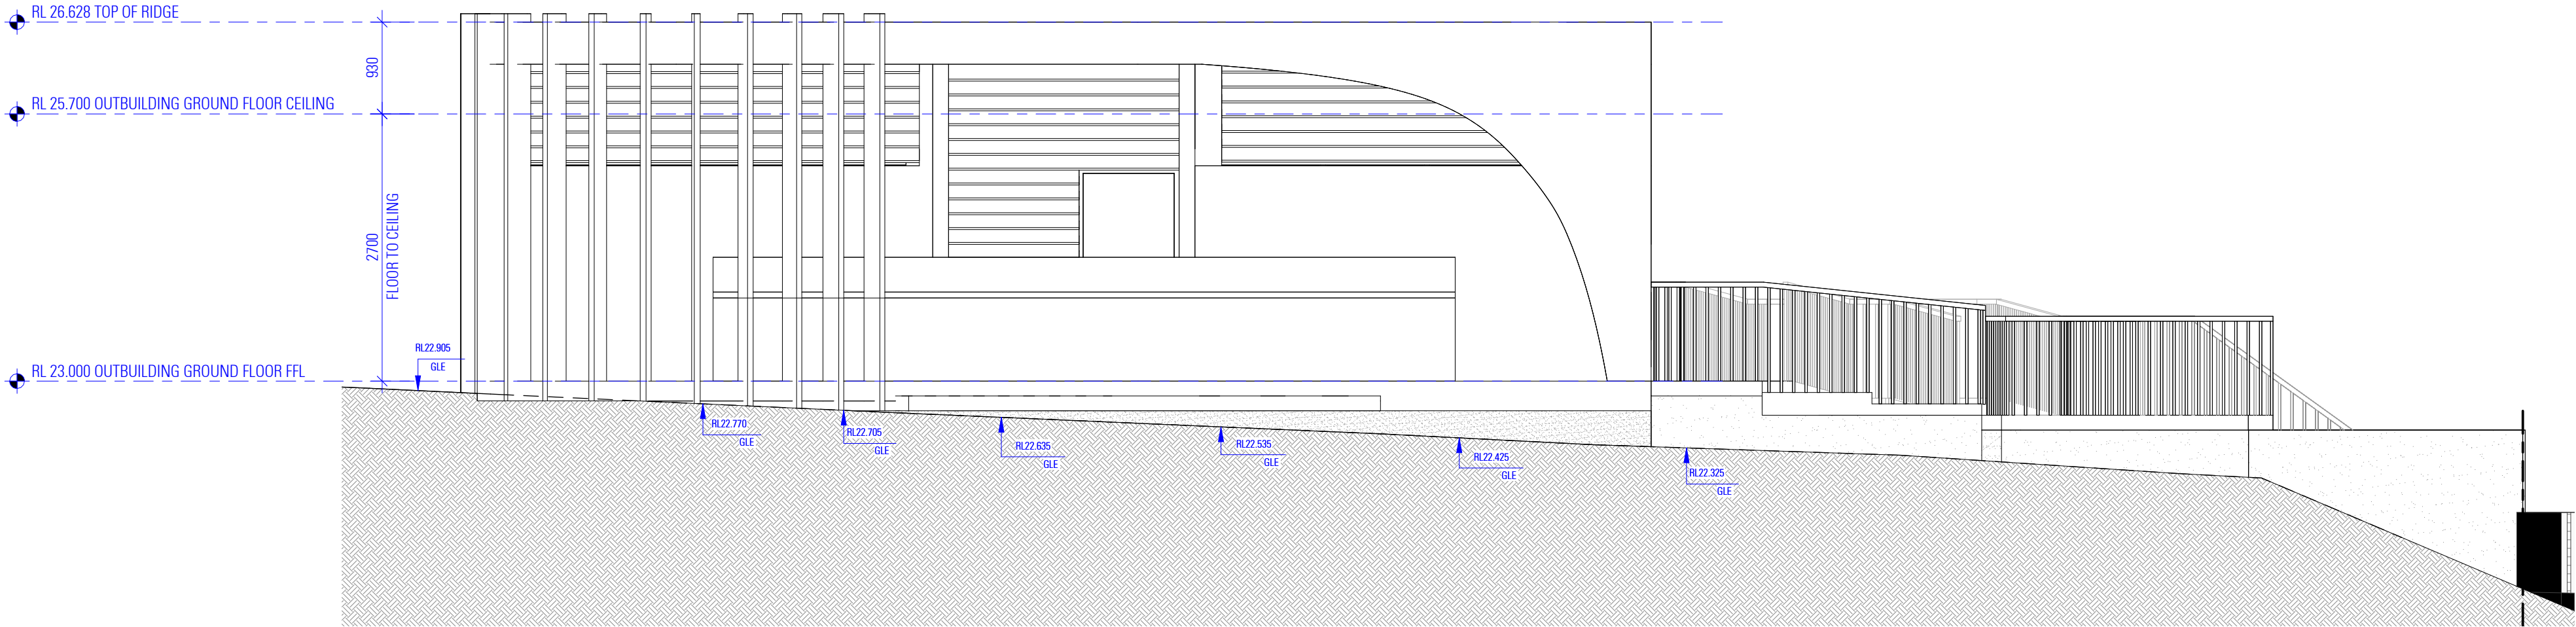 RL 26.628 TOP OF RIDGE
930
RL 25.700 OUTBUILDING GROUND FLOOR CEILING
2700
FLOOR TO CEILING
RL 23.000 OUTBUILDING GROUND FLOOR FFL
RL22.905
GLE
RL22.770
GLE
RL22.705
GLE
RL22.635
GLE
RL22.535
GLE
RL22.425
GLE
RL22.325
GLE